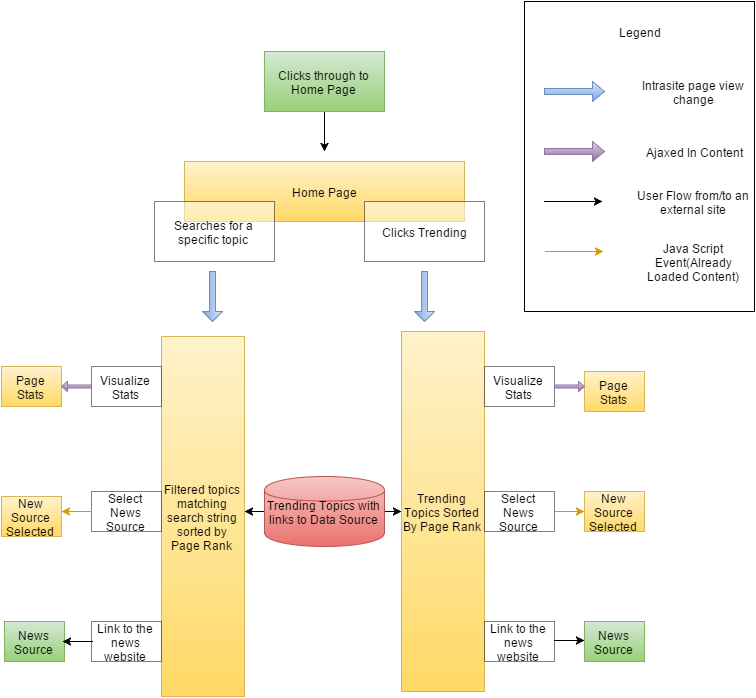 Legend
Clicks through to
Home Page
Intrasite page view
change
Ajaxed In Content
User Flow from/to an
external site
Java Script
Event(Already
Loaded Content)
Home Page
Searches for a
specific topic
Clicks Trending
Page
Stats
Visualize
Stats
Visualize
Stats
Page
Stats
New
Source
Selected
Select
News
Source
Filtered topics
matching
search string
sorted by
Page Rank
Trending Topics with
links to Data Source
Trending
Topics Sorted
By Page Rank
Select
News
Source
New
Source
Selected
News
Source
Link to the
news
website
Link to the
news
website
News
Source